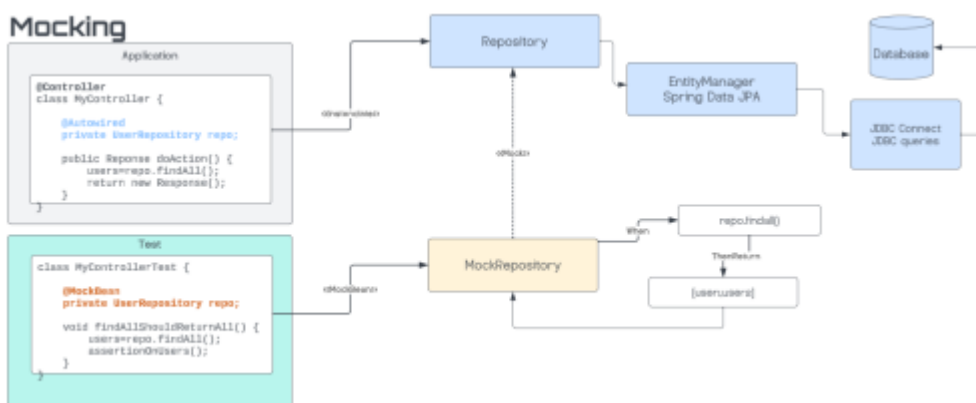 Mocking
Application
@Controller
class MyController {
@Autowired
private UserRepository repo;
public Reponse doAction() {
users=repo.findAll();
return new Response();
}
}
Test
class MyControllerTest {
@MockBean
private UserRepository repo;
void findAllShouldReturnAll() {
users=repo.findAll();
assertionOnUsers();
}
}
<<MockBean>>
Repository
<<Mock>>
MockRepository
EntityManager
Spring Data JPA
Database
JDBC Connect
JDBC queries
When
repo.findall()
ThenReturn
[user,users]